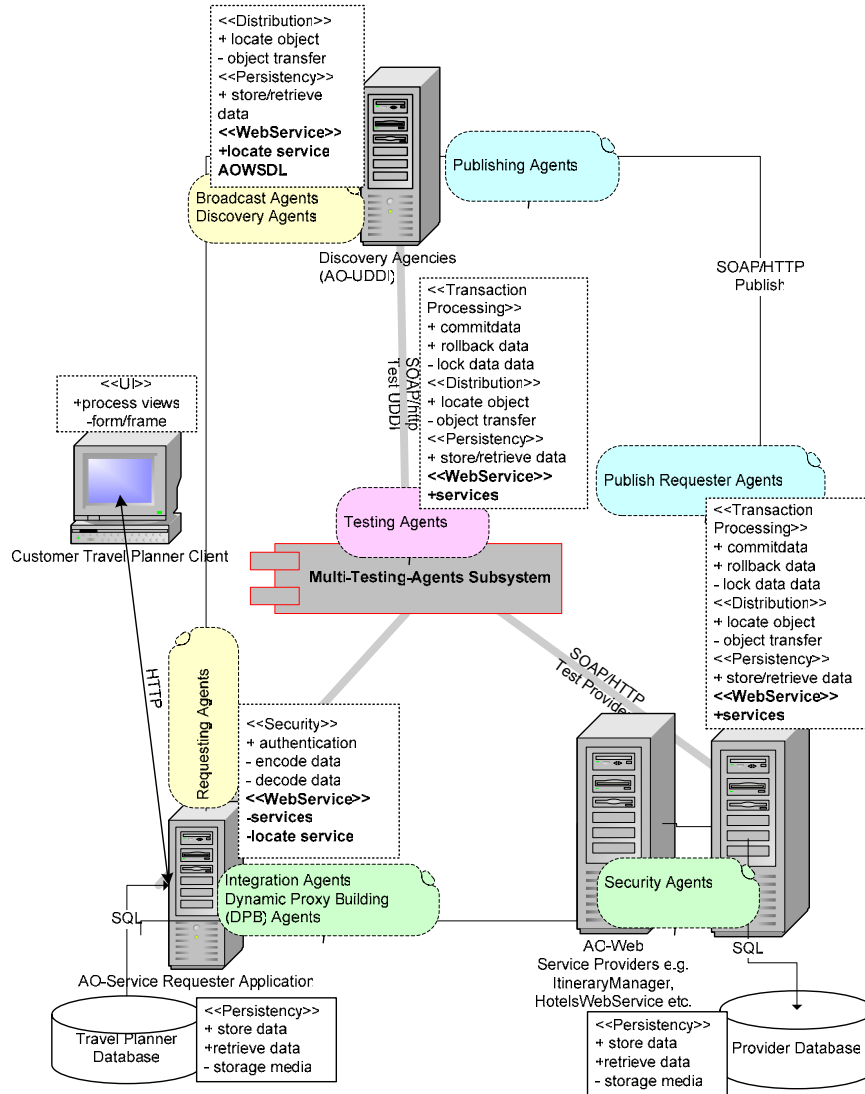 <<Distribution>>
+ locate object
- object transfer
<<Persistency>>
+ store/retrieve
data
<<WebService>>
+locate service
AOWSDL
Publishing Agents
Broadcast Agents
Discovery Agents
Discovery Agencies
(AO-UDDI)
SOAP/HTTP
Publish
<<Transaction
Processing>>
+ commitdata
+ rollback data
- lock data data
<<Distribution>>
+ locate object
- object transfer
<<Persistency>>
+ store/retrieve data
<<WebService>>
+services
SOAP/http
Test UDDI
<<UI>>
+process views
-form/frame
Customer Travel Planner Client
Testing Agents
Multi-Testing-Agents Subsystem
Publish Requester Agents
<<Transaction
Processing>>
+ commitdata
+ rollback data
- lock data data
<<Distribution>>
+ locate object
- object transfer
<<Persistency>>
+ store/retrieve data
<<WebService>>
+services
HTTP
Requesting Agents
SOAP/HTTP
Test Provide
<<Security>>
+ authentication
- encode data
- decode data
<<WebService>>
-services
-locate service
Integration Agents
Dynamic Proxy Building
(DPB) Agents
Security Agents
SQL
AO-Service Requester Application
AC-Web
Service Providers e.g.
ItineraryManager,
HotelsWebService etc.
SQL
Travel Planner
Database
<<Persistency>>
+ store data
+retrieve data
- storage media
<<Persistency>>
+ store data
+retrieve data
- storage media
Provider Database